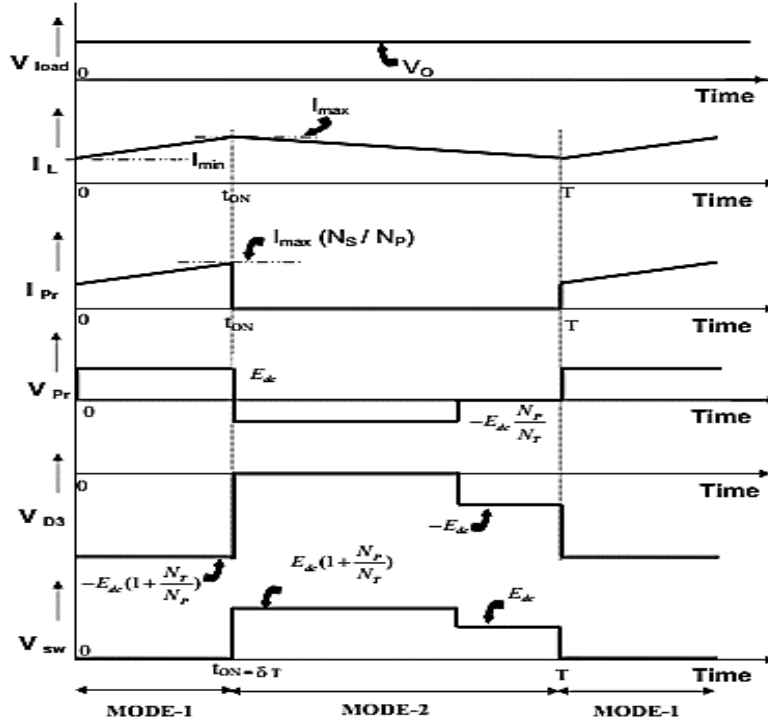 V load
0
V_O
Time
I_max
I_L
I_min
0
t_ON
T
Time
I_max (N_S / N_P)
I_Pr
0
t_ON
T
Time
V_Pr
E_dc
0
-E_dc N_P/N_T
Time
0
Time
V_D3
-E_dc
-E_dc(1+N_T/N_P)
E_dc(1+N_P/N_T)
E_dc
V_sw
0
t_ON = δT
T
Time
MODE-1
MODE-2
MODE-1